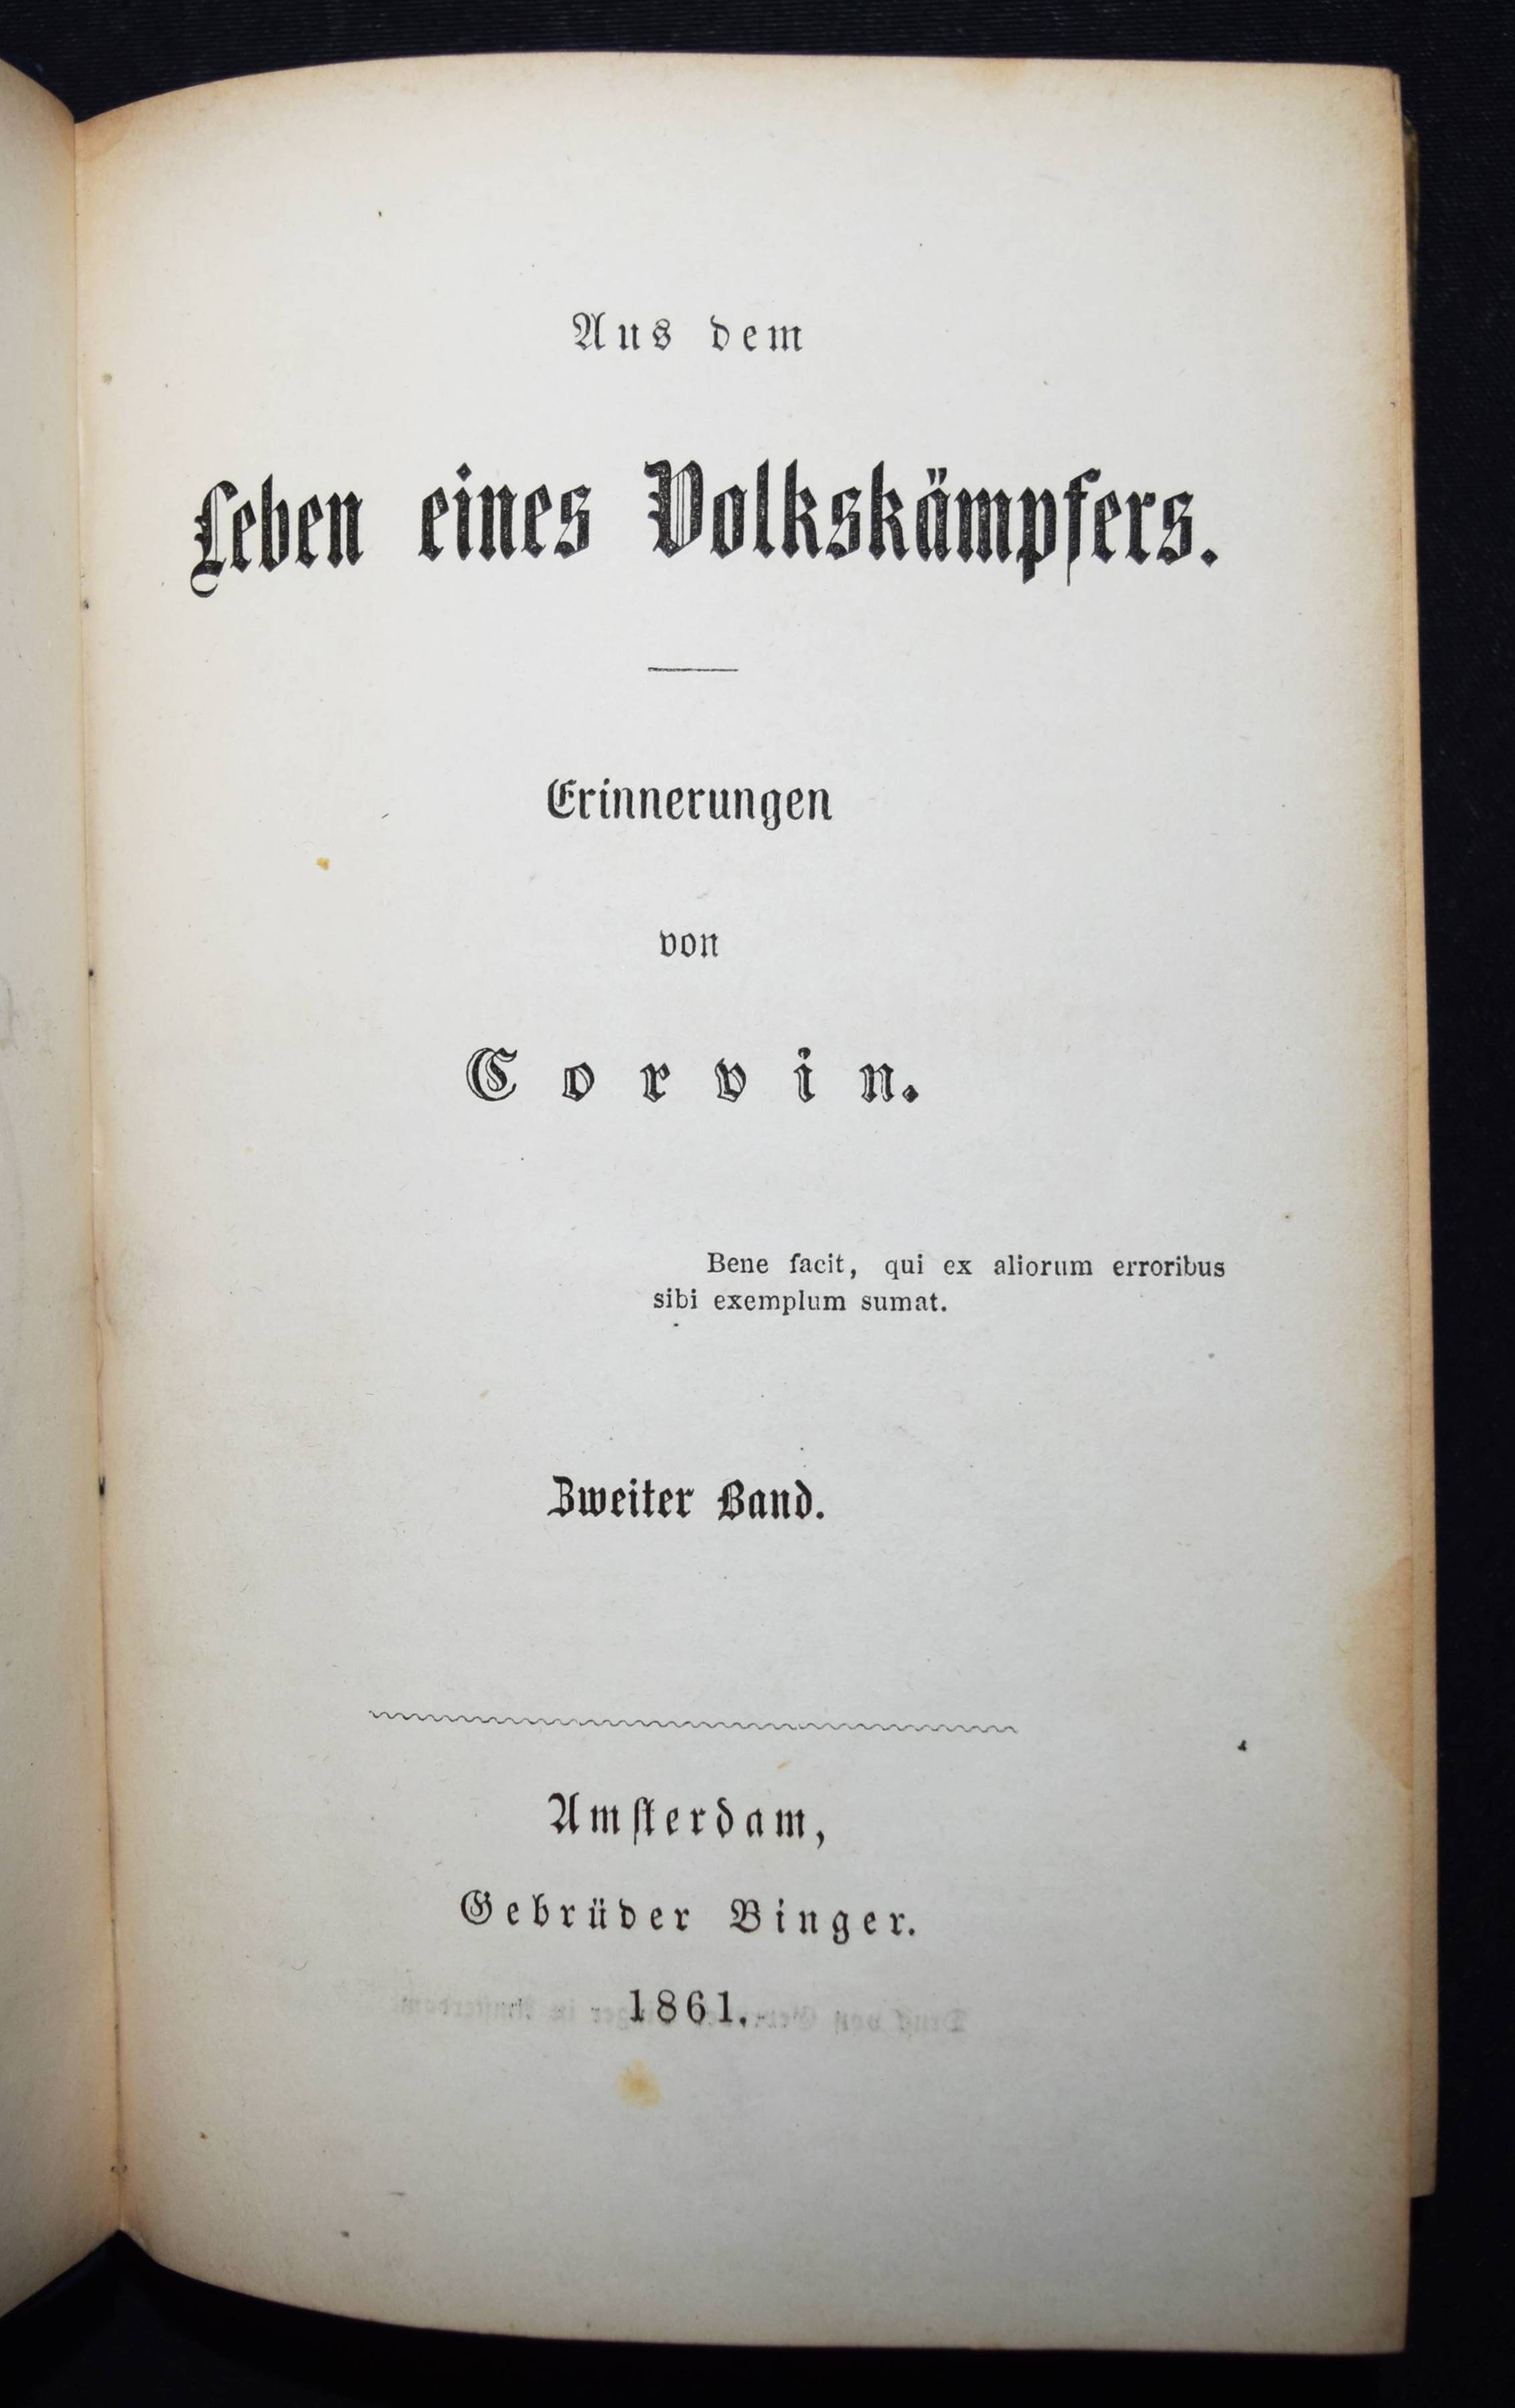 Aus dem
Leben eines Volkskämpfers.
Erinnerungen
von
Corvin.
Bene facit, qui ex aliorum erroribus
sibi exemplum sumat.
Zweiter Band.
Amsterdam,
Gebrüder Binger.
1861.